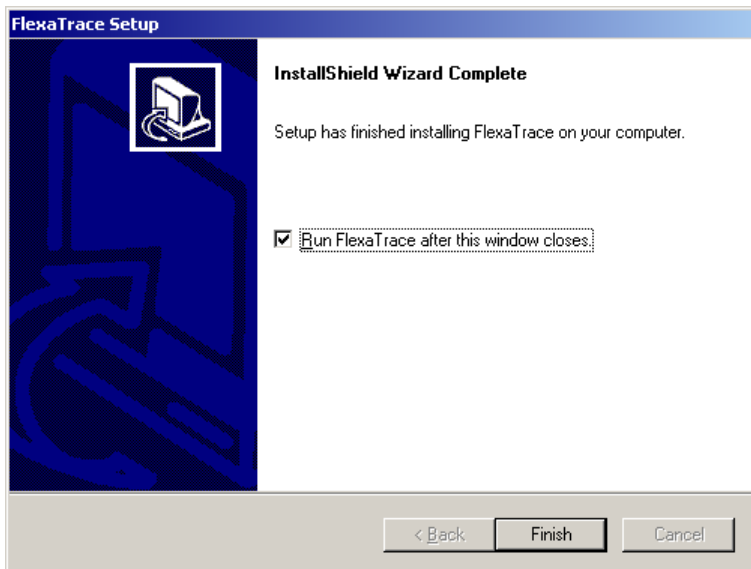 FlexaTrace Setup
InstallShield Wizard Complete
Setup has finished installing FlexaTrace on your computer.
Run FlexaTrace after this window closes.
< Back Finish Cancel